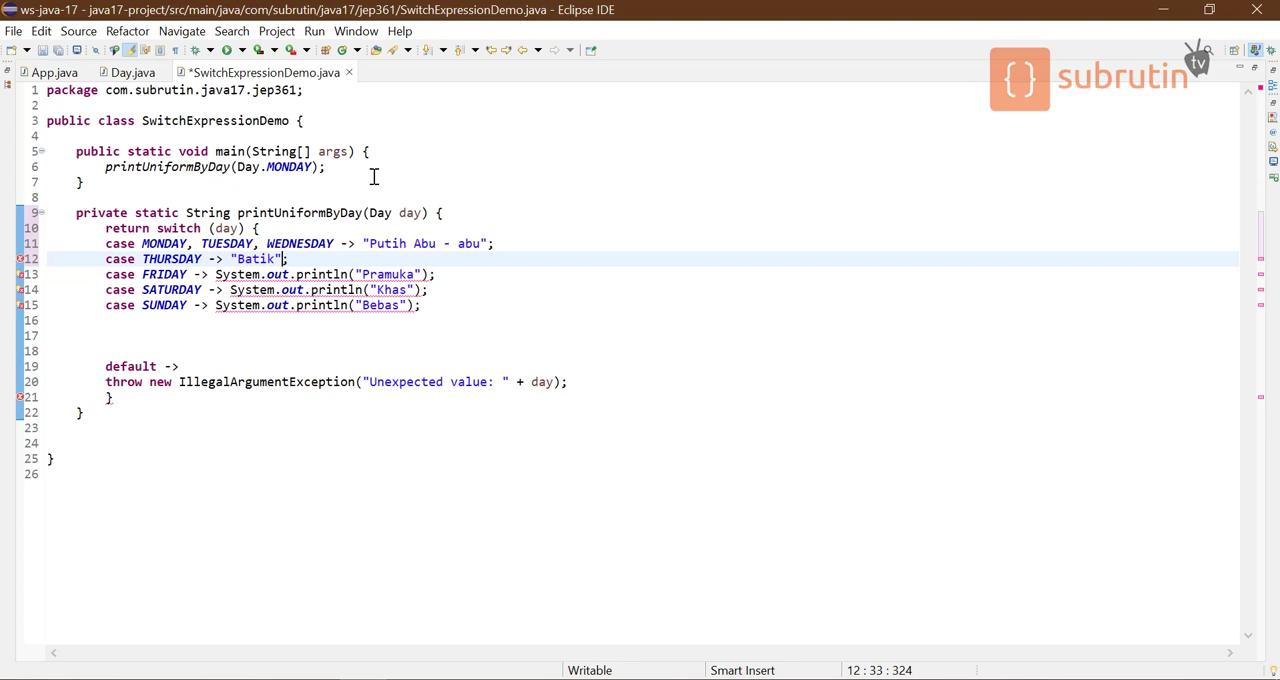 ws-java-17 - java17-project/src/main/java/com/subrutin/java17/jep361/SwitchExpressionDemo.java - Eclipse IDE
File Edit Source Refactor Navigate Search Project Run Window Help
App.java Day.java *SwitchExpressionDemo.java
{} subrutin tv
1 package com.subrutin.java17.jep361;
2
3 public class SwitchExpressionDemo {
4
5 public static void main(String[] args) {
6 printUniformByDay(Day.MONDAY);
7 }
8
9 private static String printUniformByDay(Day day) {
10 return switch (day) {
11 case MONDAY, TUESDAY, WEDNESDAY -> "Putih Abu - abu";
12 case THURSDAY -> "Batik";
13 case FRIDAY -> System.out.println("Pramuka");
14 case SATURDAY -> System.out.println("Khas");
15 case SUNDAY -> System.out.println("Bebas");
16
17
18
19 default ->
20 throw new IllegalArgumentException("Unexpected value: " + day);
21 }
22 }
23
24
25 }
26
Writable Smart Insert 12 : 33 : 324